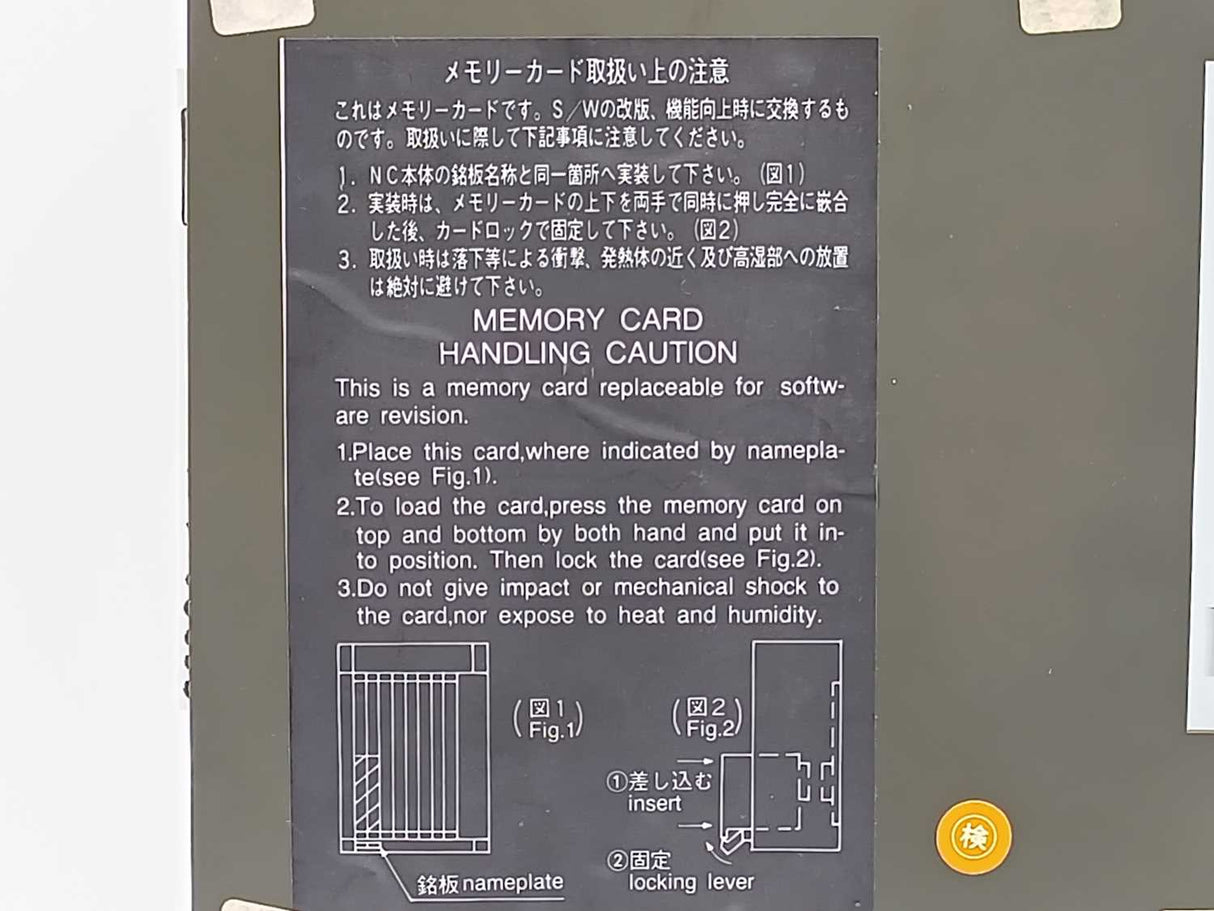 メモリーカード取扱い上の注意
これはメモリーカードです。S/Wの改版、機能向上時に交換するも
のです。取扱いに際して下記事項に注意してください。
1. NC本体の銘板名称と同一箇所へ実装して下さい。(図1)
2. 実装時は、メモリーカードの上下を両手で同時に押し完全に嵌合
した後、カードロックで固定して下さい。(図2)
3. 取扱い時は落下等による衝撃、発熱体の近く及び高湿部への放置
は絶対に避けて下さい。
MEMORY CARD
HANDLING CAUTION
This is a memory card replaceable for softw-
are revision.
1.Place this card,where indicated by namepla-
te(see Fig.1).
2.To load the card,press the memory card on
top and bottom by both hand and put it in-
to position. Then lock the card(see Fig.2).
3.Do not give impact or mechanical shock to
the card,nor expose to heat and humidity.
(図1
Fig.1)
(図2
Fig.2)
①差し込む
insert
②固定
locking lever
銘板nameplate
検